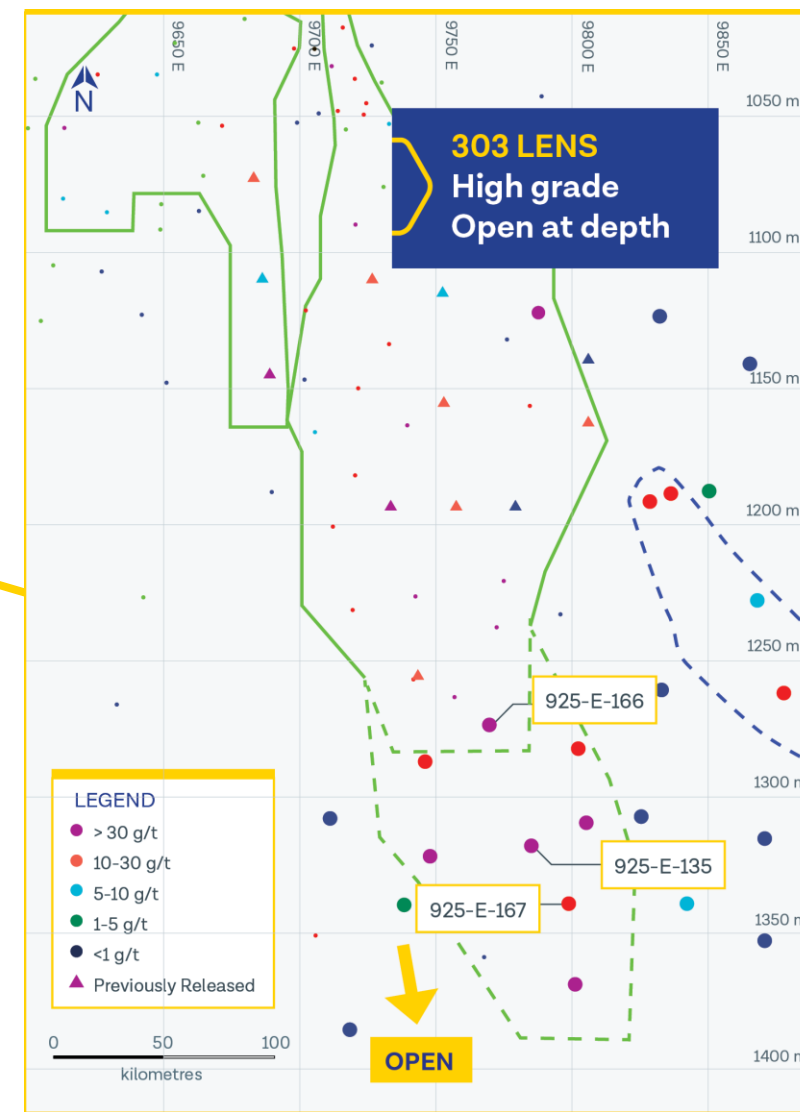 9650 E
9700 E
9750 E
9800 E
9850 E
N
1050 m
303 LENS
High grade
Open at depth
1100 m
1150 m
1200 m
1250 m
925-E-166
1300 m
LEGEND
> 30 g/t
10-30 g/t
5-10 g/t
1-5 g/t
<1 g/t
Previously Released
925-E-135
925-E-167
1350 m
OPEN
0 50 100
kilometres
1400 m